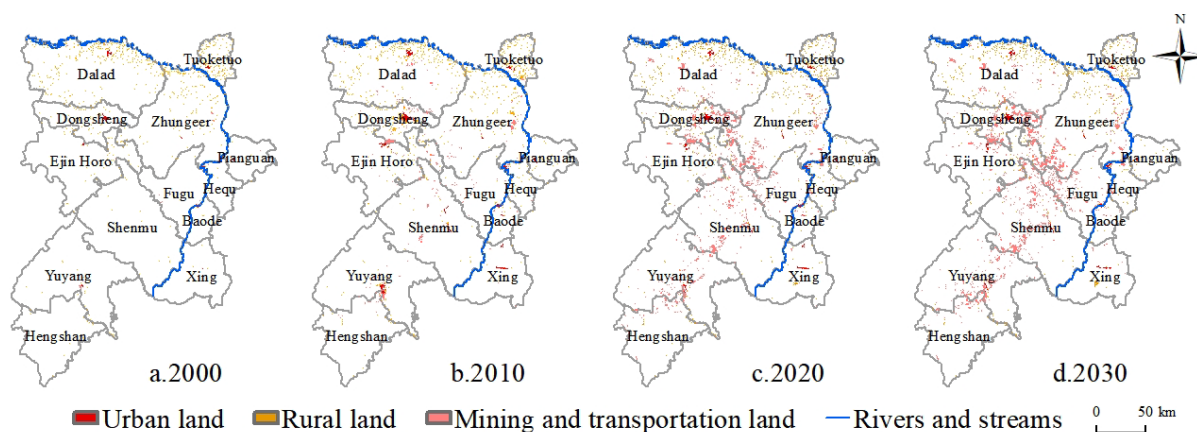 N
Tuoketuo
Dalad
Dongsheng
Zhungeer
Ejin Horo
Pianguan
Hequ
Fugu
Baode
Shenmu
Yuyang
Xing
Hengshan
a.2000
Tuoketuo
Dalad
Dongsheng
Zhungeer
Ejin Horo
Pianguan
Hequ
Fugu
Baode
Shenmu
Yuyang
Xing
Hengshan
b.2010
Tuoketuo
Dalad
Dongsheng
Zhungeer
Ejin Horo
Pianguan
Hequ
Fugu
Baode
Shenmu
Yuyang
Xing
Hengshan
c.2020
Tuoketuo
Dalad
Dongsheng
Zhungeer
Ejin Horo
Pianguan
Hequ
Fugu
Baode
Shenmu
Yuyang
Xing
Hengshan
d.2030
Urban land Rural land Mining and transportation land Rivers and streams 0 50 km